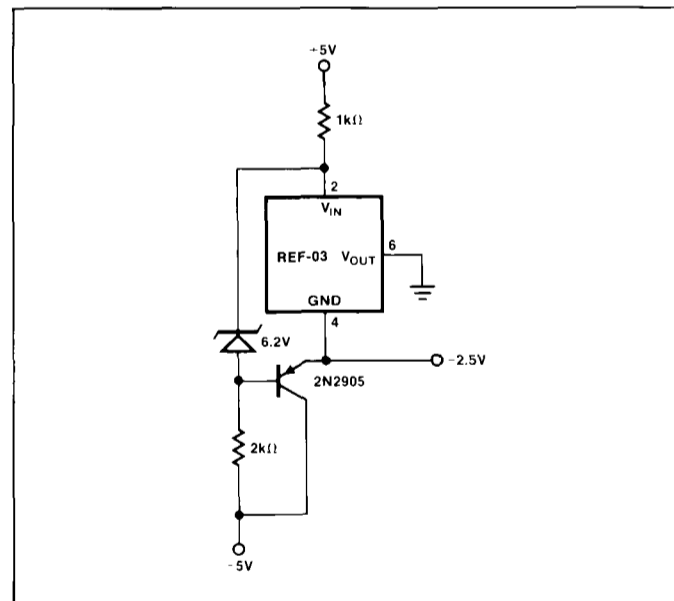 +5V
1kΩ
2
VIN
6
REF-03 VOUT
GND
4
6.2V
-2.5V
2N2905
2kΩ
-5V